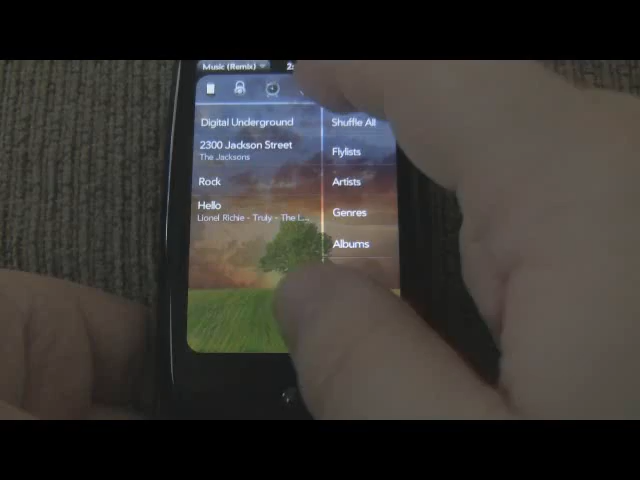 Music (Remix)
Digital Underground
2300 Jackson Street
The Jacksons
Rock
Hello
Lionel Richie - Truly - The L...
Shuffle All
Flylists
Artists
Genres
Albums